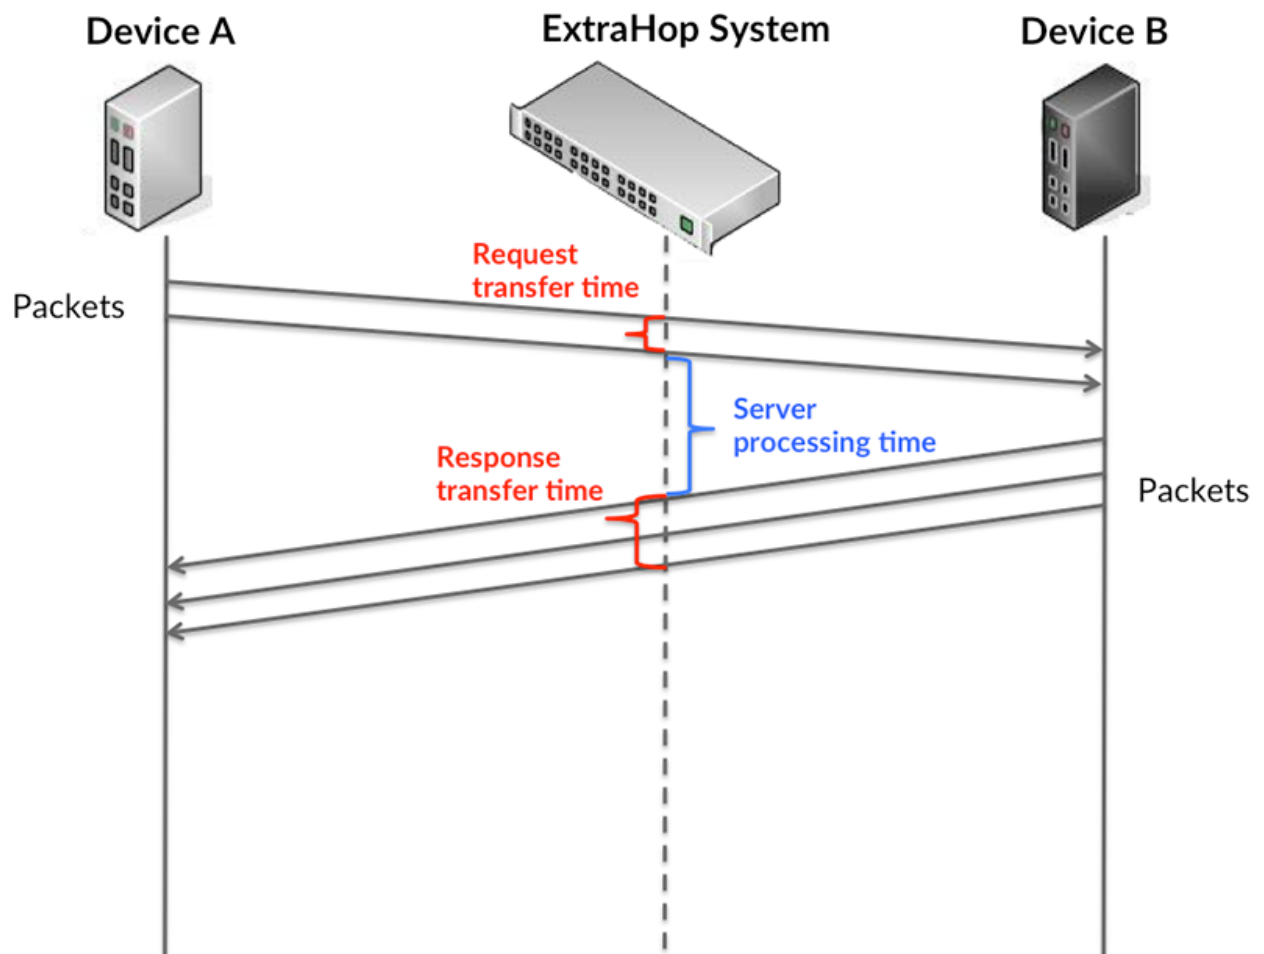 Device A
ExtraHop System
Device B
Request
transfer time
Packets
Server
processing time
Response
transfer time
Packets